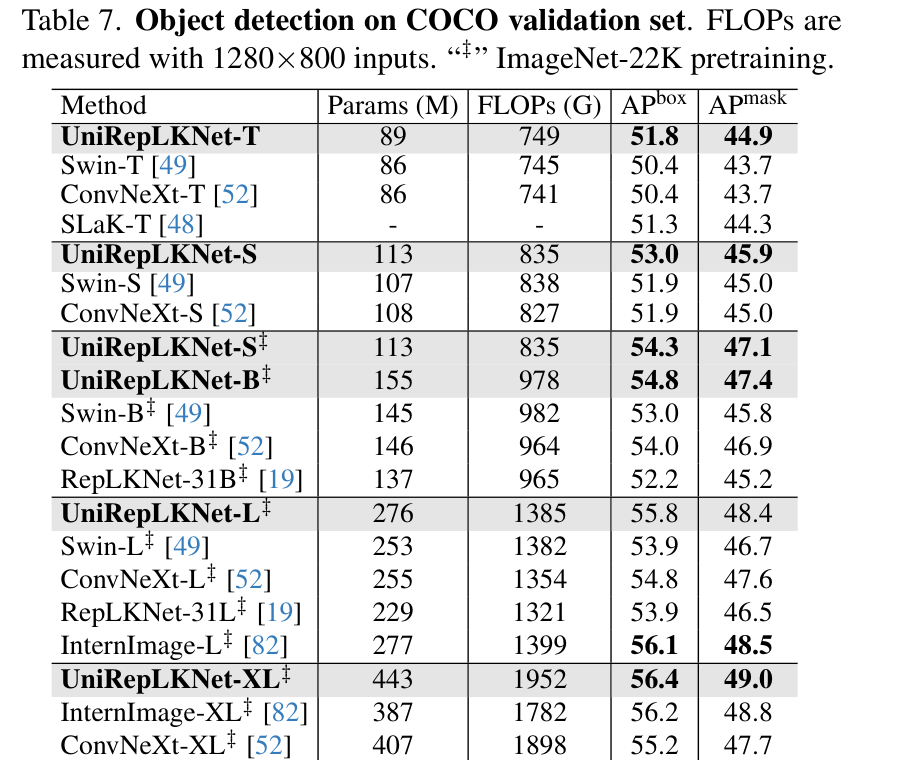 Table 7. Object detection on COCO validation set. FLOPs are
measured with 1280×800 inputs. “‡” ImageNet-22K pretraining.
Method Params (M) FLOPs (G) APbox APmask
UniRepLKNet-T 89 749 51.8 44.9
Swin-T [49] 86 745 50.4 43.7
ConvNeXt-T [52] 86 741 50.4 43.7
SLaK-T [48] - - 51.3 44.3
UniRepLKNet-S 113 835 53.0 45.9
Swin-S [49] 107 838 51.9 45.0
ConvNeXt-S [52] 108 827 51.9 45.0
UniRepLKNet-S‡ 113 835 54.3 47.1
UniRepLKNet-B‡ 155 978 54.8 47.4
Swin-B‡ [49] 145 982 53.0 45.8
ConvNeXt-B‡ [52] 146 964 54.0 46.9
RepLKNet-31B‡ [19] 137 965 52.2 45.2
UniRepLKNet-L‡ 276 1385 55.8 48.4
Swin-L‡ [49] 253 1382 53.9 46.7
ConvNeXt-L‡ [52] 255 1354 54.8 47.6
RepLKNet-31L‡ [19] 229 1321 53.9 46.5
InternImage-L‡ [82] 277 1399 56.1 48.5
UniRepLKNet-XL‡ 443 1952 56.4 49.0
InternImage-XL‡ [82] 387 1782 56.2 48.8
ConvNeXt-XL‡ [52] 407 1898 55.2 47.7